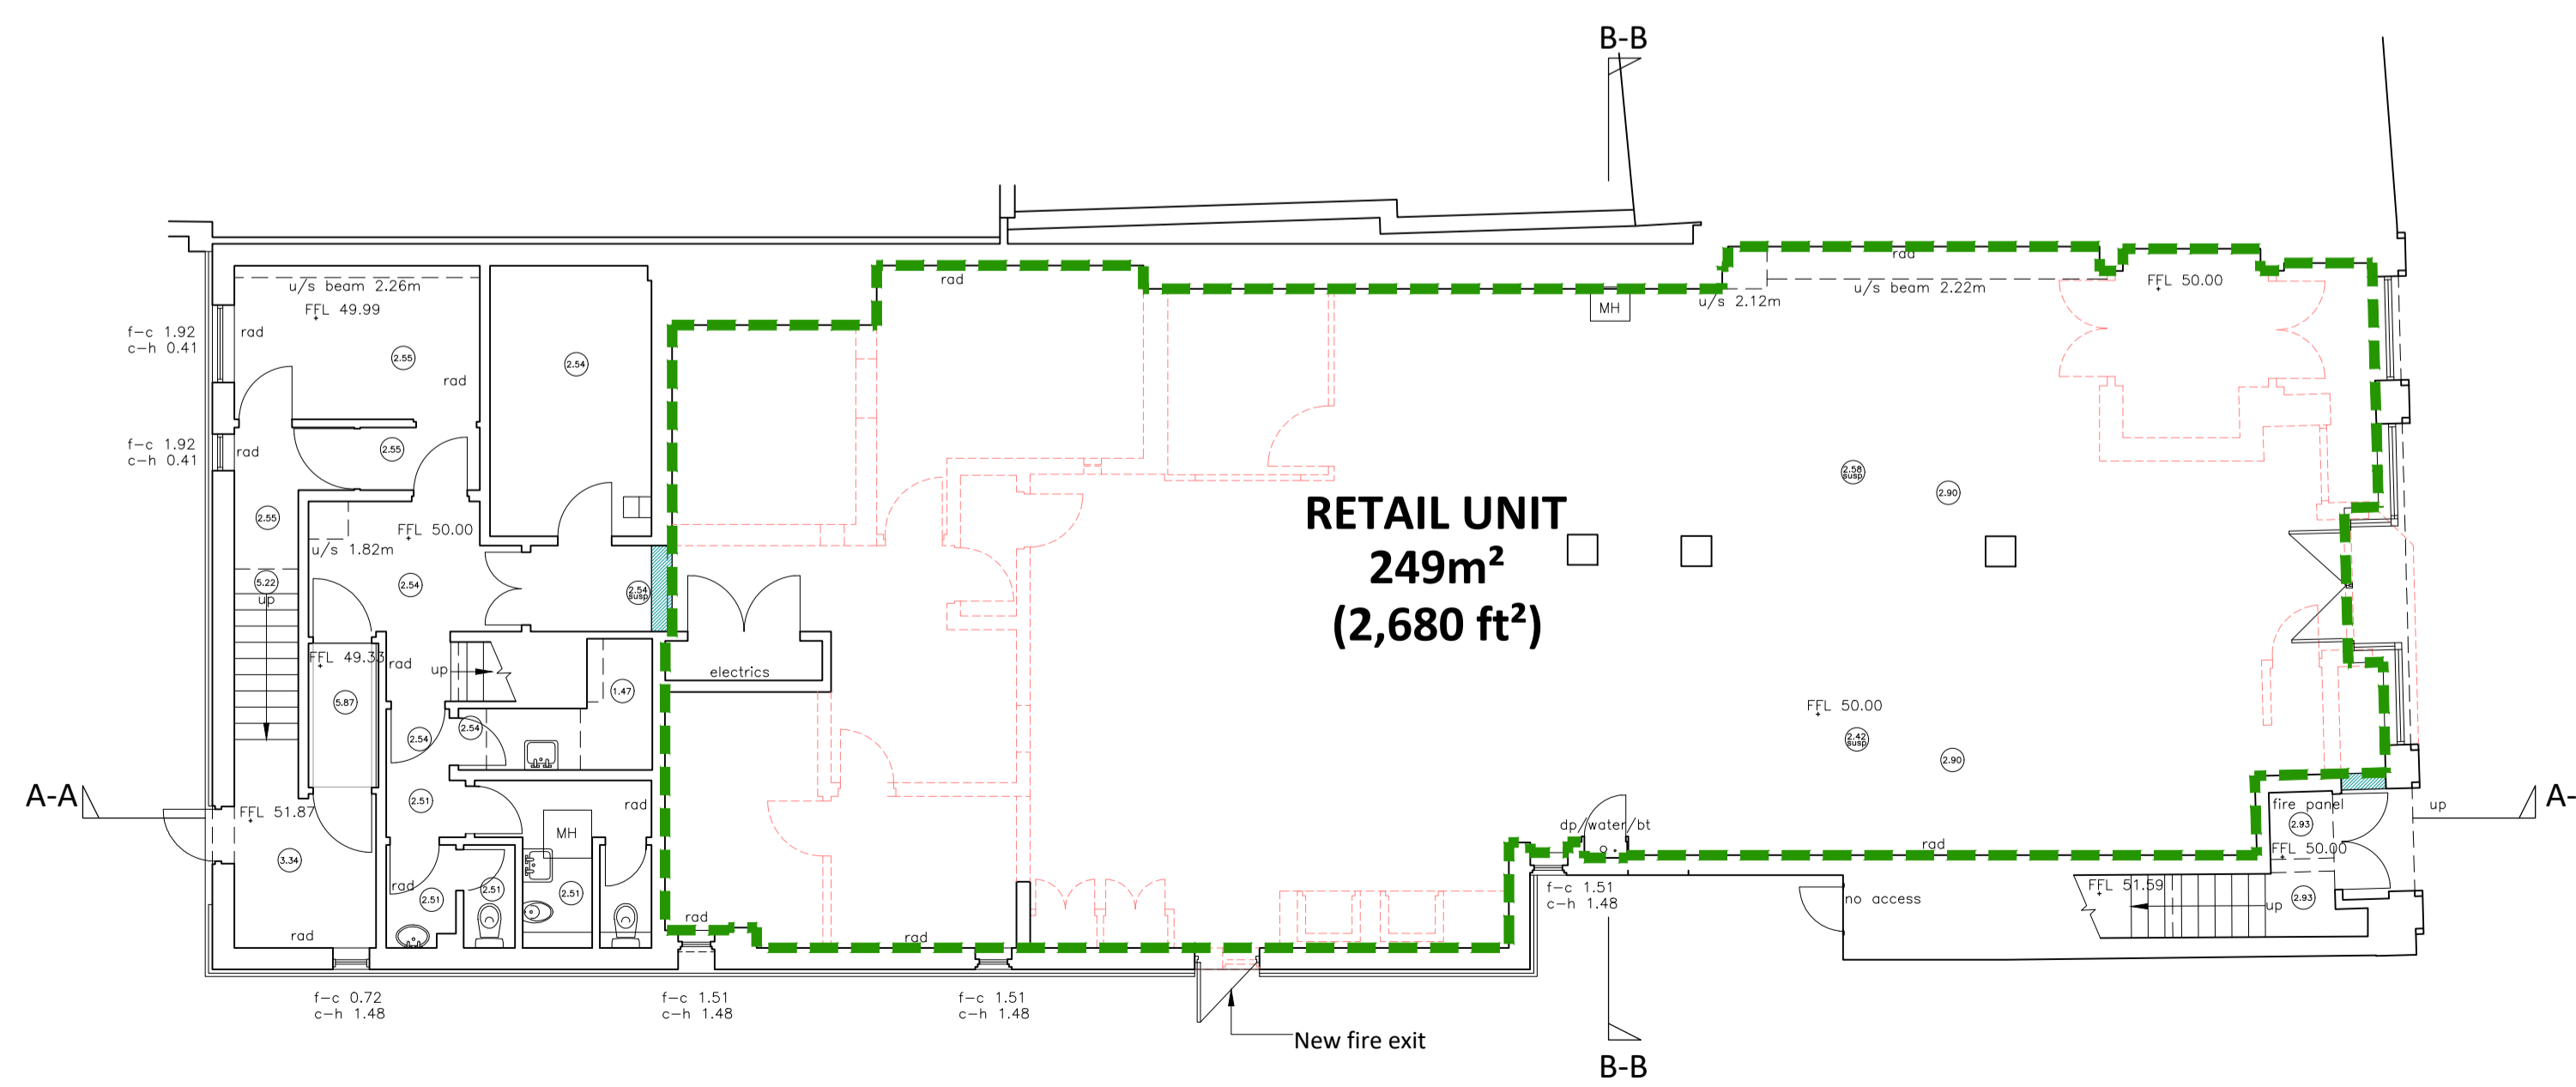 B-B
rad
u/s beam 2.26m
FFL 49.99
f-c 1.92
c-h 0.41
rad
2.55
rad
2.54
rad
MH
u/s 2.12m
rad
u/s beam 2.22m
FFL 50.00
f-c 1.92
c-h 0.41
rad
2.55
2.55
FFL 50.00
u/s 1.82m
2.54
5.22
up
2.54
susp
RETAIL UNIT
249m²
(2,680 ft²)
2.58
susp
2.90
FFL 49.33
rad
up
5.87
1.47
electrics
2.54
2.54
FFL 50.00
2.42
susp
2.90
A-A
FFL 51.87
2.51
rad
MH
3.34
rad
2.51
2.51
2.51
rad
rad
rad
dp/water/bt
f-c 1.51
c-h 1.48
rad
no access
fire panel
2.93
FFL 50.00
up
A-
FFL 51.59
up
2.93
f-c 0.72
c-h 1.48
f-c 1.51
c-h 1.48
f-c 1.51
c-h 1.48
New fire exit
B-B